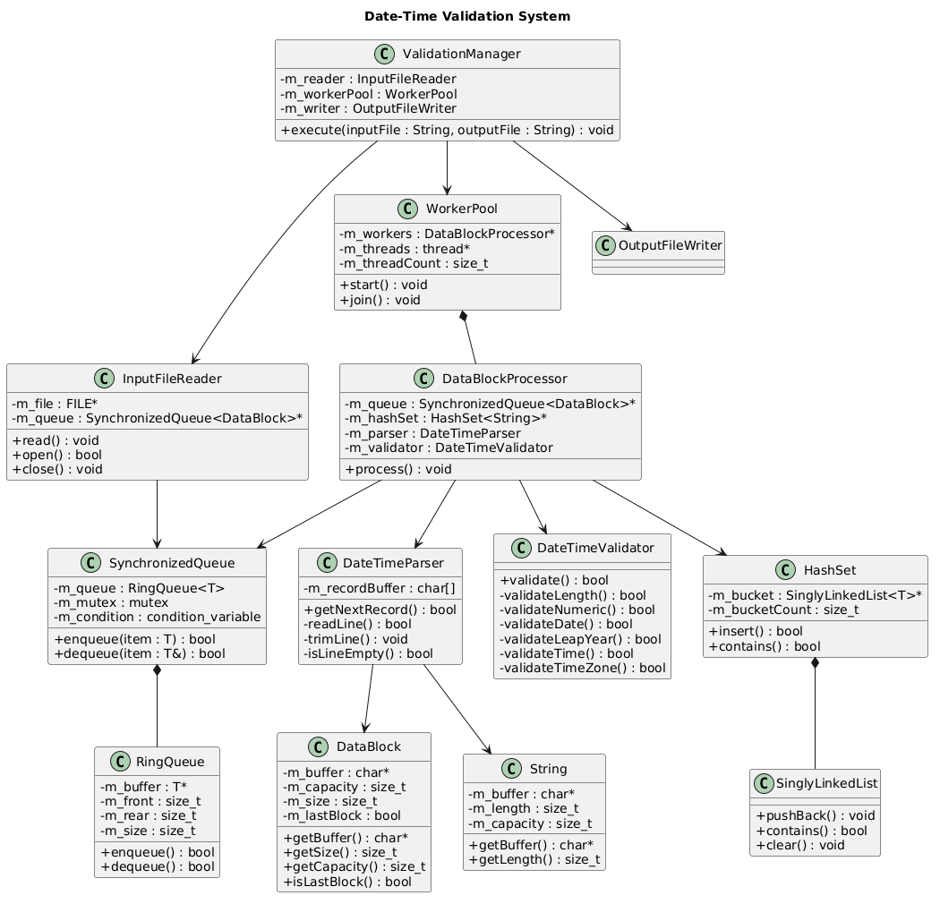 Date-Time Validation System
C ValidationManager
-m_reader : InputFileReader
-m_workerPool : WorkerPool
-m_writer : OutputFileWriter
+execute(inputFile : String, outputFile : String) : void
C WorkerPool
-m_workers : DataBlockProcessor*
-m_threads : thread*
-m_threadCount : size_t
+start() : void
+join() : void
C OutputFileWriter
C InputFileReader
-m_file : FILE*
-m_queue : SynchronizedQueue<DataBlock>*
+read() : void
+open() : bool
+close() : void
C DataBlockProcessor
-m_queue : SynchronizedQueue<DataBlock>*
-m_hashSet : HashSet<String>*
-m_parser : DateTimeParser
-m_validator : DateTimeValidator
+process() : void
C SynchronizedQueue
-m_queue : RingQueue<T>
-m_mutex : mutex
-m_condition : condition_variable
+enqueue(item : T) : bool
+dequeue(item : T&) : bool
C DateTimeParser
-m_recordBuffer : char[]
+getNextRecord() : bool
-readLine() : bool
-trimLine() : void
-isLineEmpty() : bool
C DateTimeValidator
+validate() : bool
-validateLength() : bool
-validateNumeric() : bool
-validateDate() : bool
-validateLeapYear() : bool
-validateTime() : bool
-validateTimeZone() : bool
C HashSet
-m_bucket : SinglyLinkedList<T>*
-m_bucketCount : size_t
+insert() : bool
+contains() : bool
C RingQueue
-m_buffer : T*
-m_front : size_t
-m_rear : size_t
-m_size : size_t
+enqueue() : bool
+dequeue() : bool
C DataBlock
-m_buffer : char*
-m_capacity : size_t
-m_size : size_t
-m_lastBlock : bool
+getBuffer() : char*
+getSize() : size_t
+getCapacity() : size_t
+isLastBlock() : bool
C String
-m_buffer : char*
-m_length : size_t
-m_capacity : size_t
+getBuffer() : char*
+getLength() : size_t
C SinglyLinkedList
+pushBack() : void
+contains() : bool
+clear() : void